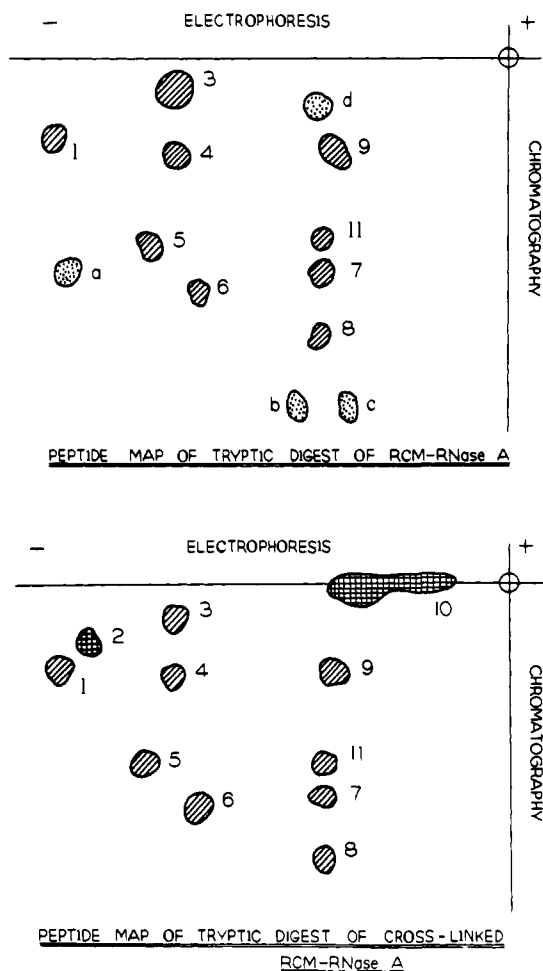 - ELECTROPHORESIS +
3
d
1
4
9
5
11
a
6
7
8
b
c
CHROMATOGRAPHY
PEPTIDE MAP OF TRYPTIC DIGEST OF RCM-RNase A
- ELECTROPHORESIS +
10
3
2
1
4
9
5
11
6
7
8
CHROMATOGRAPHY
PEPTIDE MAP OF TRYPTIC DIGEST OF CROSS-LINKED
RCM-RNase A